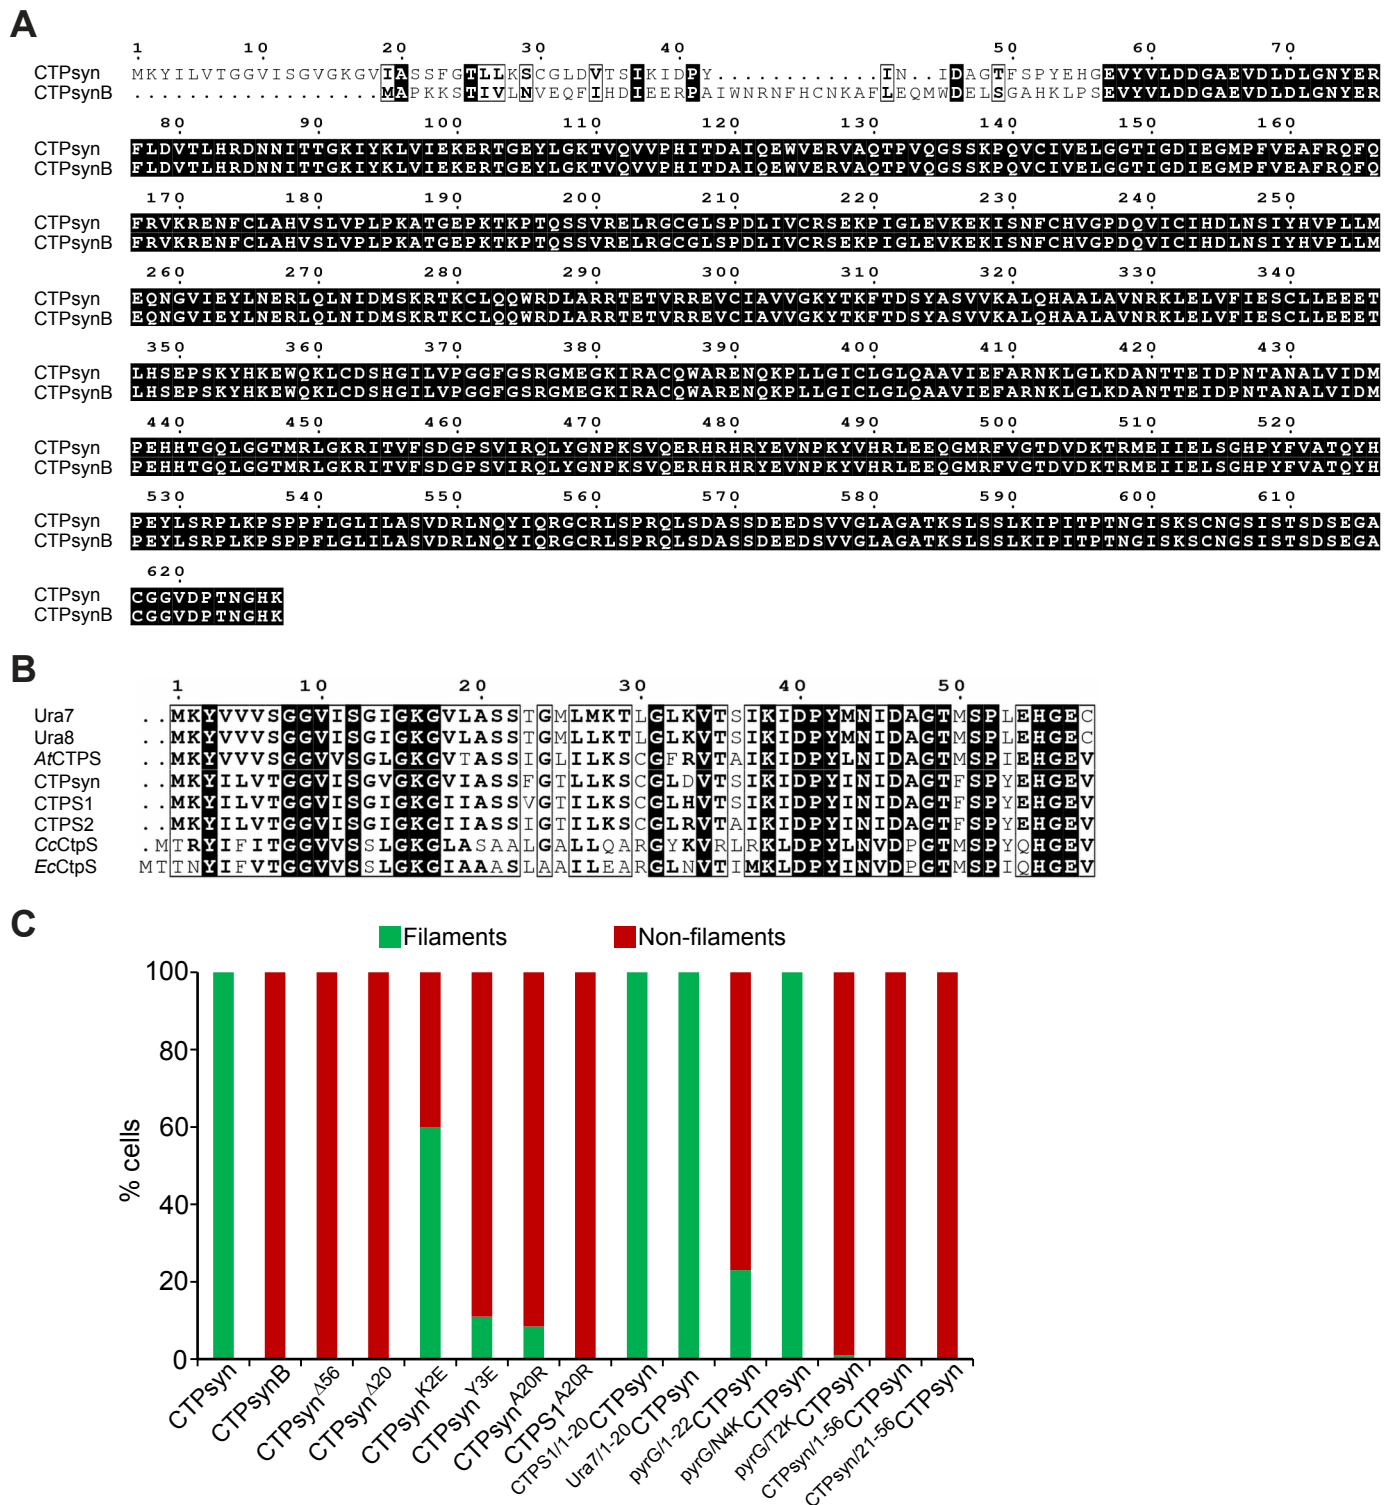 A
1 10 20 30 40 50 60 70
CTPsyn MKYILVTGGVISGVGKGVIASSFGTLLKSCGLDVTSIKIDPY............IN..IDAGTFSPYEHGEVYVLDDGAEVDLDLGNYER
CTPsynB ..................MAPKKSTIVLNVEQFIHDIEERPAIWNRNFHCNKAFLEQMWDELSGAHKLPSEVYVLDDGAEVDLDLGNYER
80 90 100 110 120 130 140 150 160
CTPsyn FLDVTLHRDNNITTGKIYKLVIEKERTGEYLGKTVQVVPHITDAIQEWVERVAQTPVQGSSKPQVCIVELGGTIGDIEGMPFVEAFRQFQ
CTPsynB FLDVTLHRDNNITTGKIYKLVIEKERTGEYLGKTVQVVPHITDAIQEWVERVAQTPVQGSSKPQVCIVELGGTIGDIEGMPFVEAFRQFQ
170 180 190 200 210 220 230 240 250
CTPsyn FRVKRENFCLAHVSLVPLPKATGEPKTKPTQSSVRELRGCGLSPDLIVCRSEKPIGLEVKEKISNFCHVGPDQVICIHDLNSIYHVPLLM
CTPsynB FRVKRENFCLAHVSLVPLPKATGEPKTKPTQSSVRELRGCGLSPDLIVCRSEKPIGLEVKEKISNFCHVGPDQVICIHDLNSIYHVPLLM
260 270 280 290 300 310 320 330 340
CTPsyn EQNGVIEYLNERLQLNIDMSKRTKCLQQWRDLARRTETVRREVCIAVVGKYTKFTDSYASVVKALQHAALAVNRKLELVFIESCLLEEET
CTPsynB EQNGVIEYLNERLQLNIDMSKRTKCLQQWRDLARRTETVRREVCIAVVGKYTKFTDSYASVVKALQHAALAVNRKLELVFIESCLLEEET
350 360 370 380 390 400 410 420 430
CTPsyn LHSEPSKYHKEWQKLCDSHGILVPGGFGSRGMEGKIRACQWARENQKPLLGICLGLQAAVIEFARNKLGLKDANTTEIDPNTANALVIDM
CTPsynB LHSEPSKYHKEWQKLCDSHGILVPGGFGSRGMEGKIRACQWARENQKPLLGICLGLQAAVIEFARNKLGLKDANTTEIDPNTANALVIDM
440 450 460 470 480 490 500 510 520
CTPsyn PEHHTGQLGGTMRLGKRITVFSDGPSVIRQLYGNPKSVQERHRHRYEVNPKYVHRLEEQGMRFVGTDVDKTRMEIIELSGHPYFVATQYH
CTPsynB PEHHTGQLGGTMRLGKRITVFSDGPSVIRQLYGNPKSVQERHRHRYEVNPKYVHRLEEQGMRFVGTDVDKTRMEIIELSGHPYFVATQYH
530 540 550 560 570 580 590 600 610
CTPsyn PEYLSRPLKPSPPFLGLILASVDRLNQYIQRGCRLSPRQLSDASSDEEDSVVGLAGATKSLSSLKIPITPTNGISKSCNGSISTSDSEGA
CTPsynB PEYLSRPLKPSPPFLGLILASVDRLNQYIQRGCRLSPRQLSDASSDEEDSVVGLAGATKSLSSLKIPITPTNGISKSCNGSISTSDSEGA
620
CTPsyn CGGVDPTNGHK
CTPsynB CGGVDPTNGHK
B
1 10 20 30 40 50
Ura7 ..MKYVVVSGGVISGIGKGVLASSTGMLMKTLGLKVTSIKIDPYMNIDAGTMSPLEHGEC
Ura8 ..MKYVVVSGGVISGIGKGVLASSTGMLLKTLGLKVTSIKIDPYMNIDAGTMSPLEHGEC
AtCTPS ..MKYVVVSGGVVSGLGKGVTASSIGLILKSCGFRVTAIKIDPYLNIDAGTMSPIEHGEV
CTPsyn ..MKYILVTGGVISGVGKGVIASSFGTLLKSCGLDVTSIKIDPYINIDAGTFSPYEHGEV
CTPS1 ..MKYILVTGGVISGIGKGIIASSVGTILKSCGLHVTSIKIDPYINIDAGTFSPYEHGEV
CTPS2 ..MKYILVTGGVISGIGKGIIASSIGTILKSCGLRVTAIKIDPYINIDAGTFSPYEHGEV
CcCtpS .MTRYIFITGGVVSSLGKGLASAALGALLQARGYKVRLRKLDPYLNVDPGTMSPYQHGEV
EcCtpS MTTNYIFVTGGVVSSLGKGIAAASLAAILEARGLNVTIMKLDPYINVDPGTMSPIQHGEV
C
Filaments Non-filaments
100
80
60
40
20
0
% cells
CTPsyn
CTPsynB
CTPsynΔ56
CTPsynΔ20
CTPsynK2E
CTPsynY3E
CTPsynA20R
CTPS1A20R
CTPS1/1-20CTPsyn
Ura7/1-20CTPsyn
pyrG/1-22CTPsyn
pyrG/N4KCTPsyn
pyrG/T2KCTPsyn
CTPsyn/1-56CTPsyn
CTPsyn/21-56CTPsyn